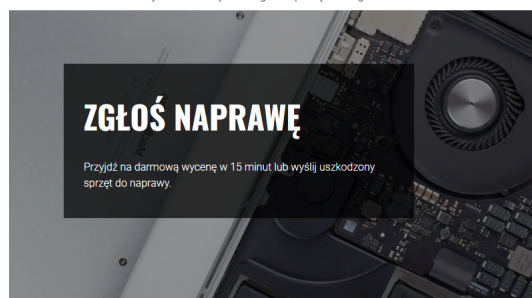 ZGŁOŚ NAPRAWĘ
Przyjdź na darmową wycenę w 15 minut lub wyślij uszkodzony
sprzęt do naprawy.